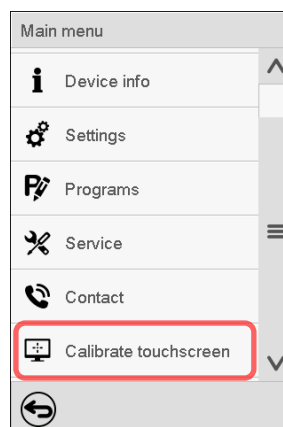 Main menu
Device info
Settings
Programs
Service
Contact
Calibrate touchscreen